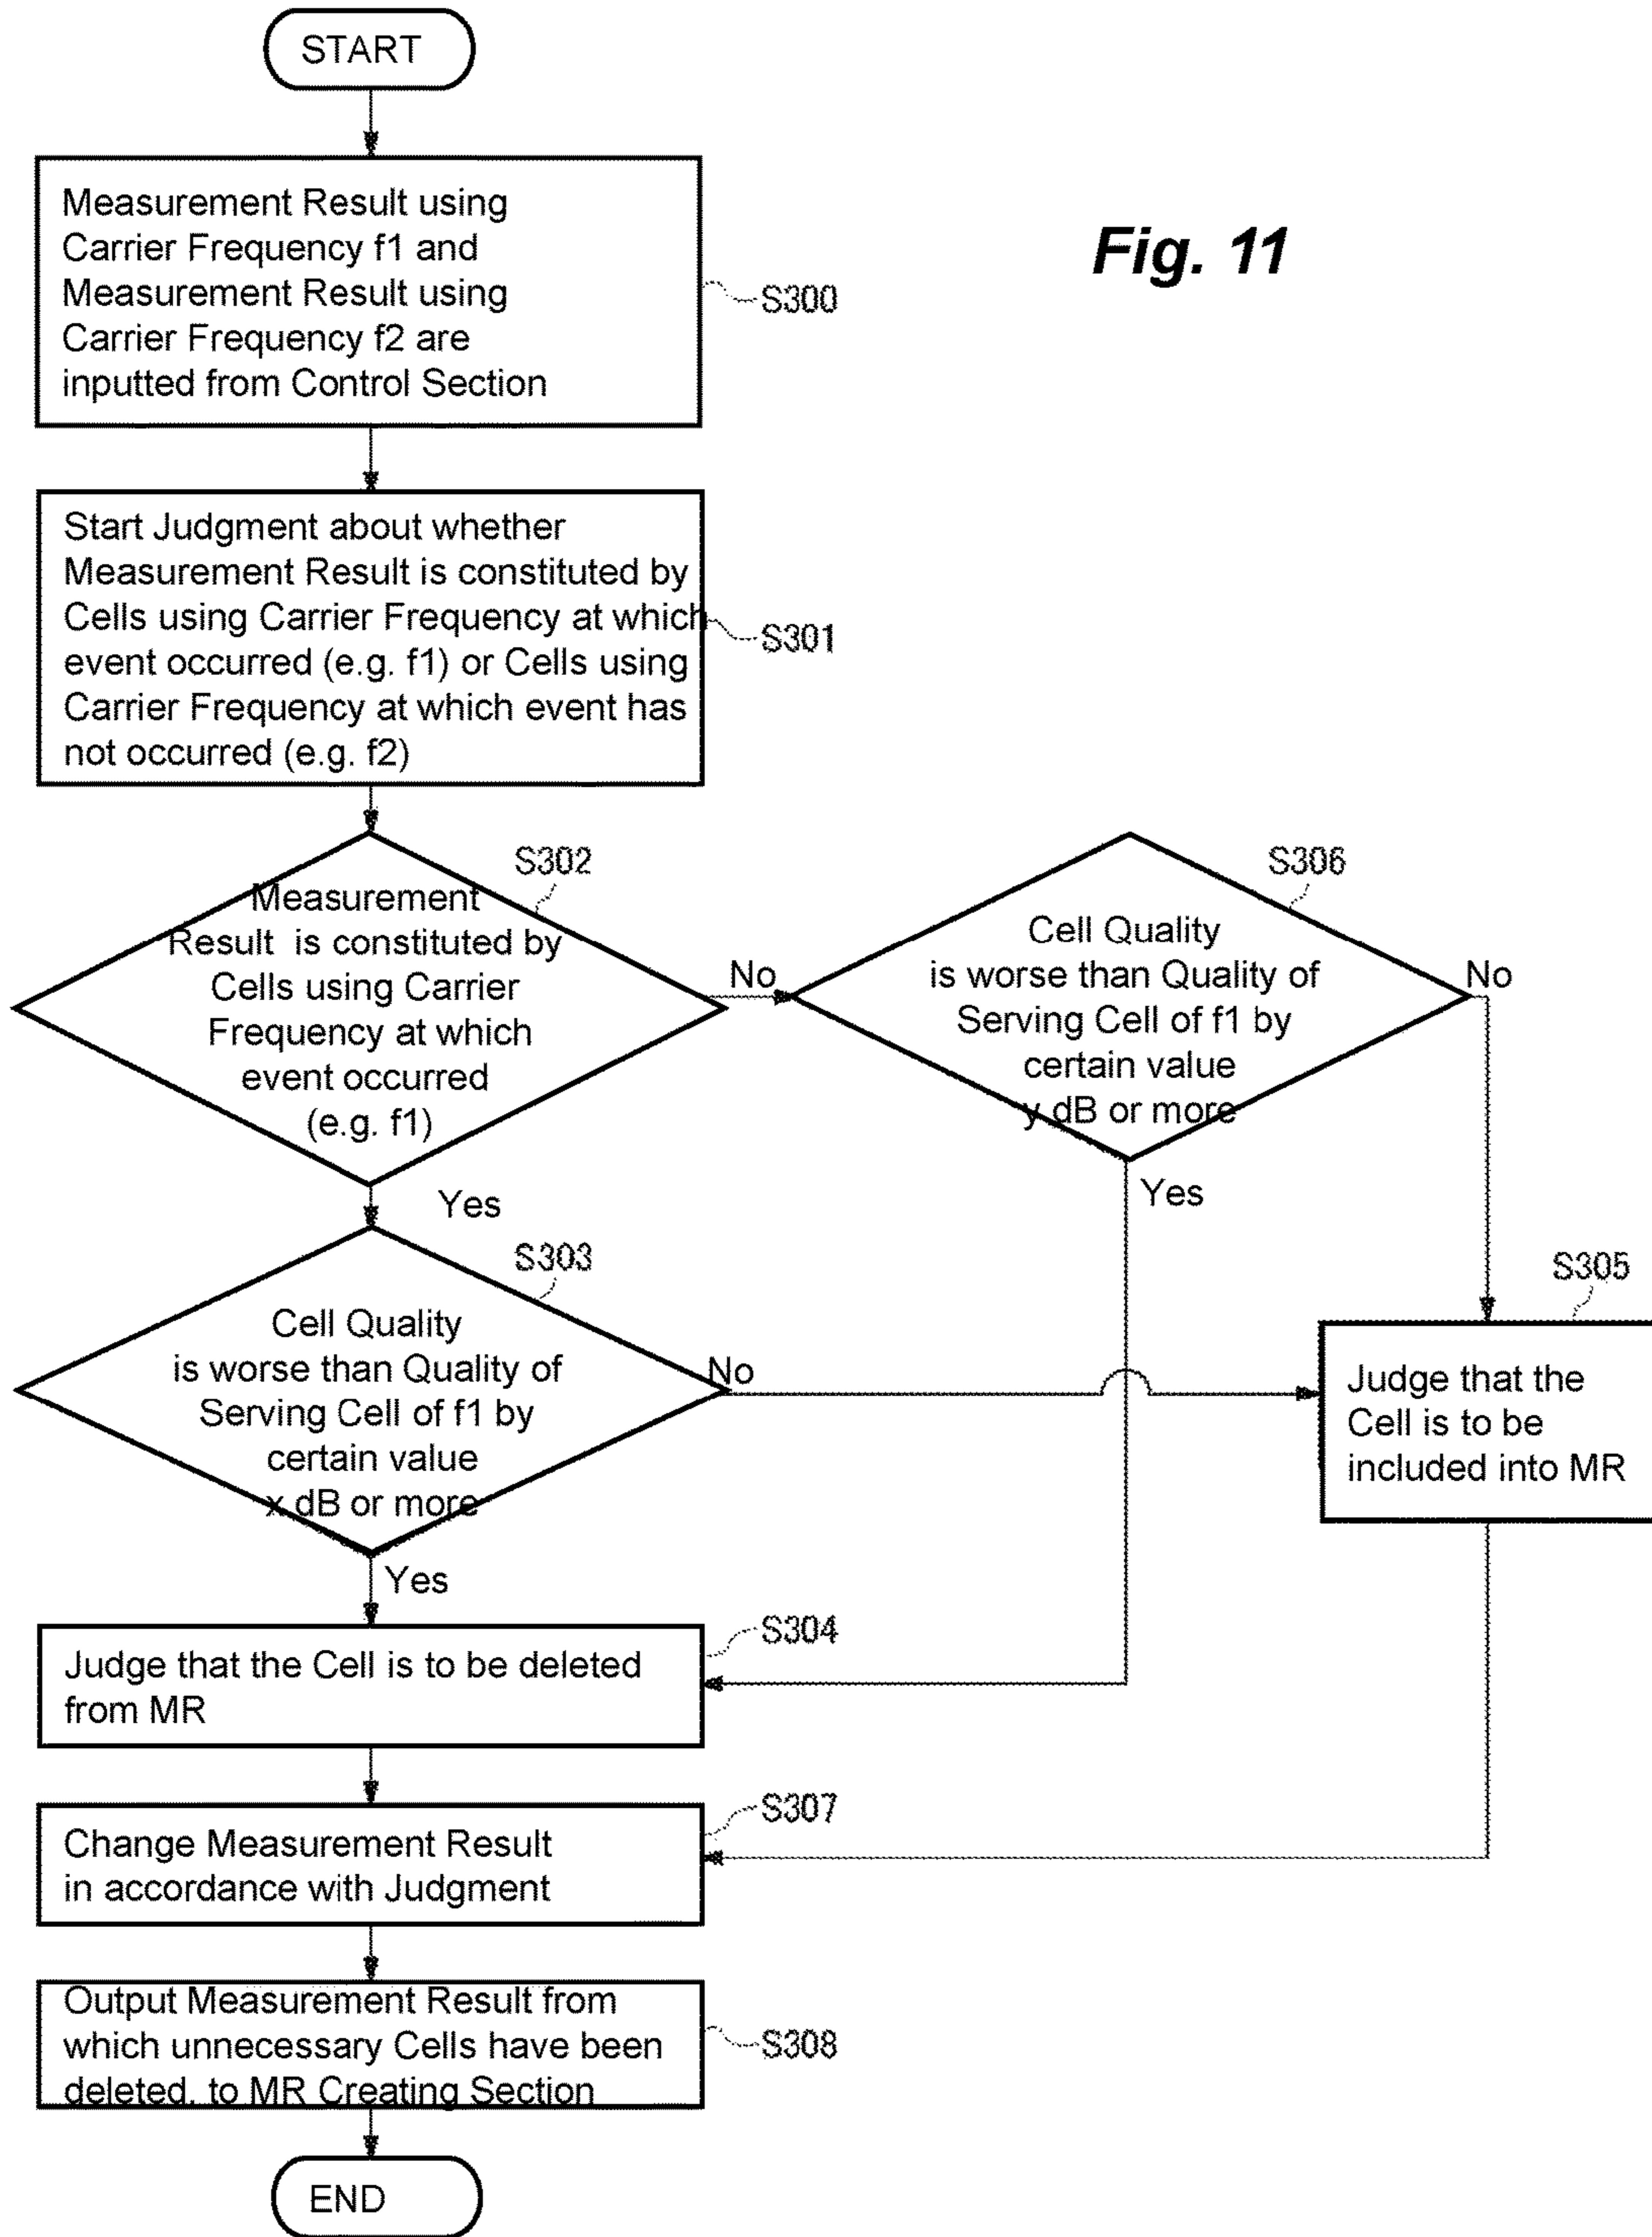 START
Fig. 11
Measurement Result using
Carrier Frequency f1 and
Measurement Result using
Carrier Frequency f2 are
inputted from Control Section
S300
Start Judgment about whether
Measurement Result is constituted by
Cells using Carrier Frequency at which
event occurred (e.g. f1) or Cells using
Carrier Frequency at which event has
not occurred (e.g. f2)
S301
S302
Measurement
Result is constituted by
Cells using Carrier
Frequency at which
event occurred
(e.g. f1)
No
Yes
S306
Cell Quality
is worse than Quality of
Serving Cell of f1 by
certain value
y dB or more
No
Yes
S303
Cell Quality
is worse than Quality of
Serving Cell of f1 by
certain value
x dB or more
No
Yes
S305
Judge that the
Cell is to be
included into MR
S304
Judge that the Cell is to be deleted
from MR
S307
Change Measurement Result
in accordance with Judgment
Output Measurement Result from
which unnecessary Cells have been
deleted, to MR Creating Section
S308
END